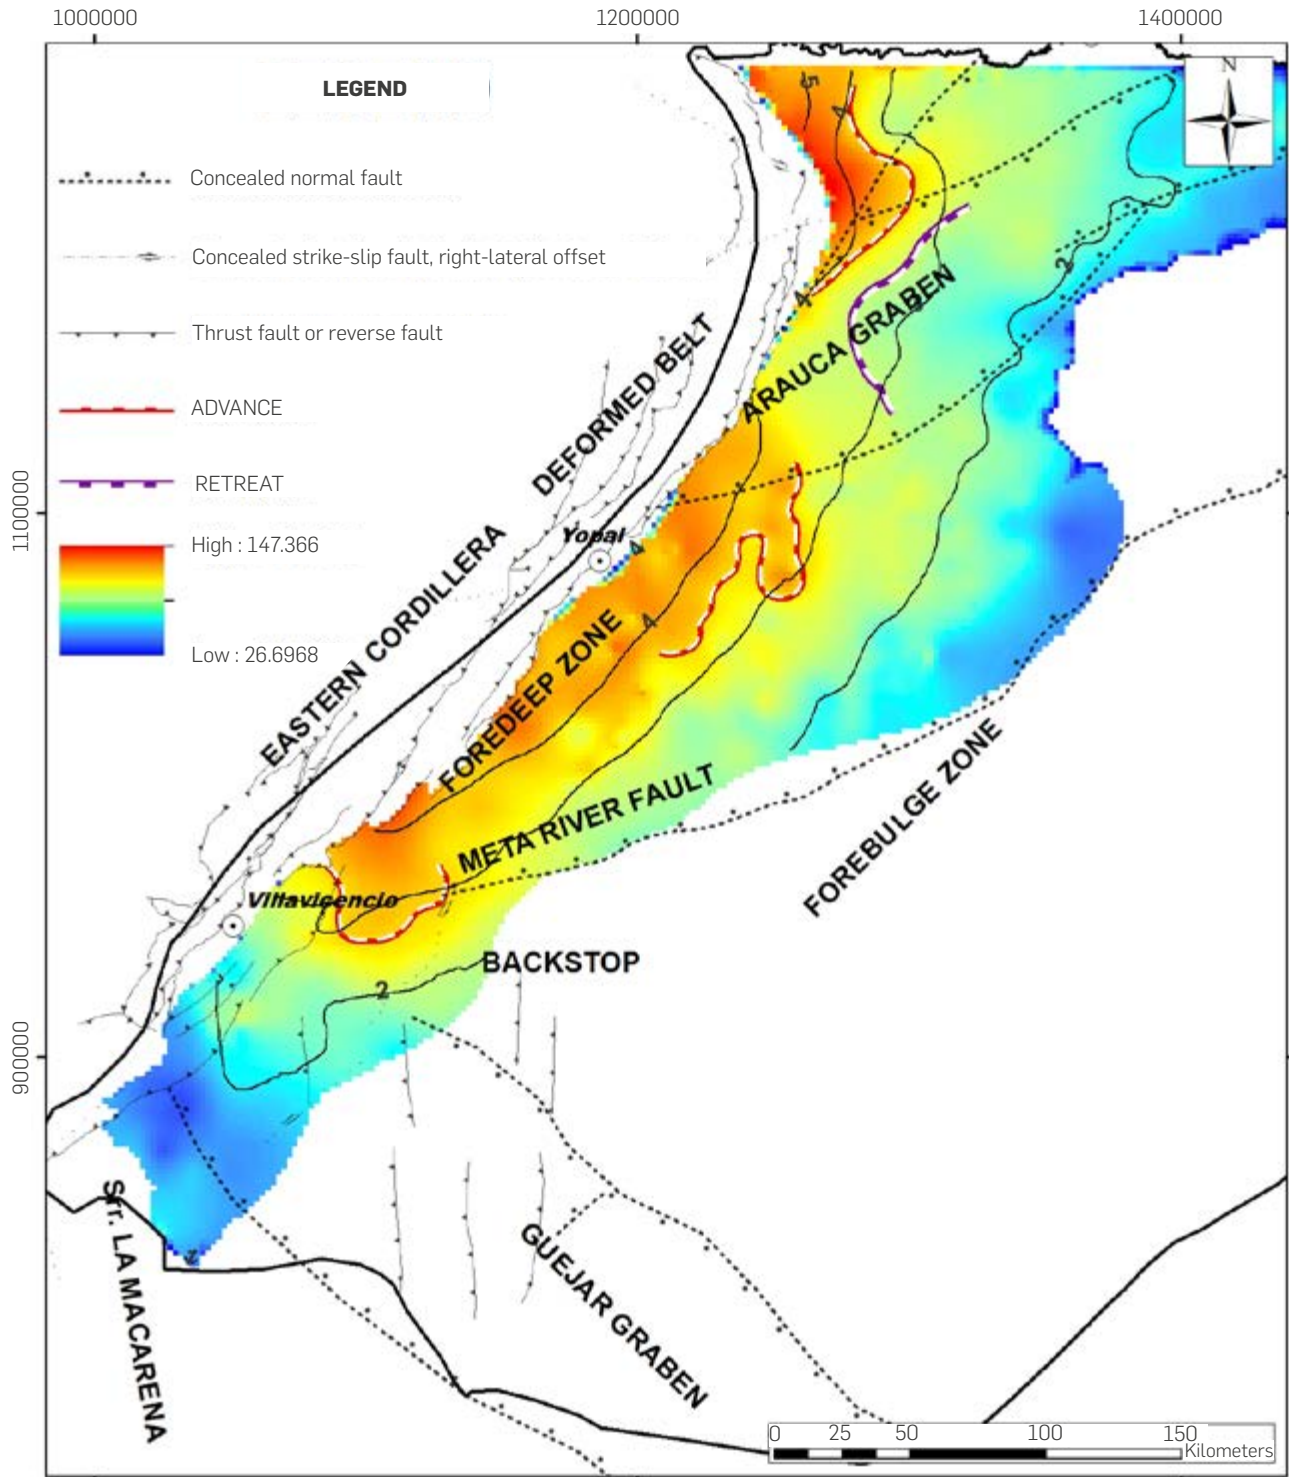 1000000
1200000
1400000
LEGEND
N
Concealed normal fault
Concealed strike-slip fault, right-lateral offset
Thrust fault or reverse fault
ADVANCE
RETREAT
High : 147.366
Low : 26.6968
1100000
900000
5
4
2
4
3
ARAUCA GRABEN
DEFORMED BELT
Yopal
4
4
EASTERN CORDILLERA
FOREDEEP ZONE
META RIVER FAULT
FOREBULGE ZONE
Villavicencio
BACKSTOP
2
Srr. LA MACARENA
GUEJAR GRABEN
0
25
50
100
150
Kilometers